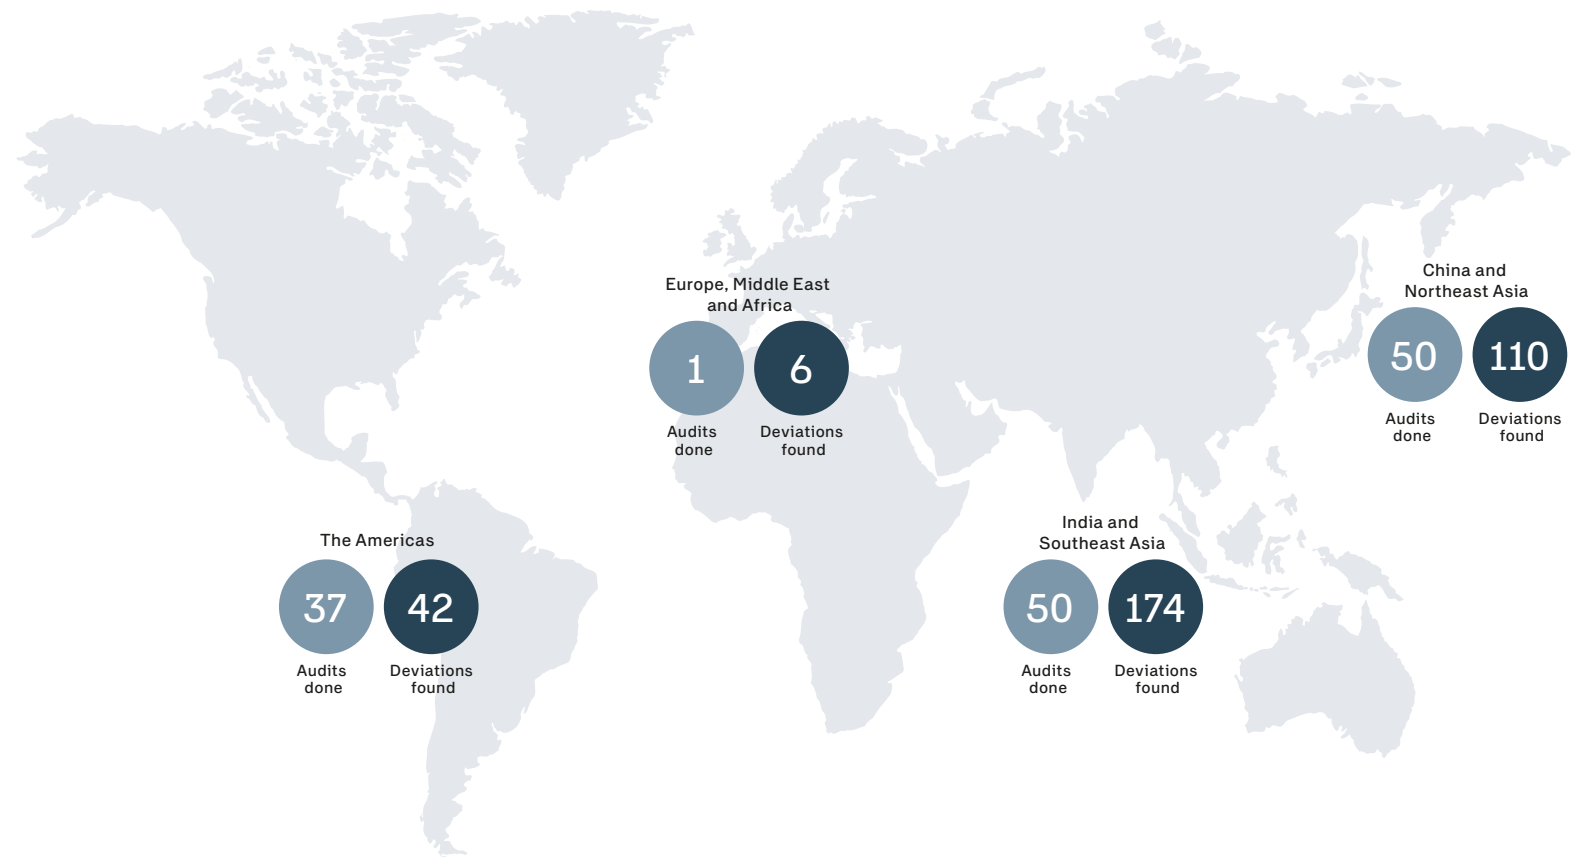 Europe, Middle East
and Africa
1
6
Audits
done
Deviations
found
China and
Northeast Asia
50
110
Audits
done
Deviations
found
The Americas
37
42
Audits
done
Deviations
found
India and
Southeast Asia
50
174
Audits
done
Deviations
found